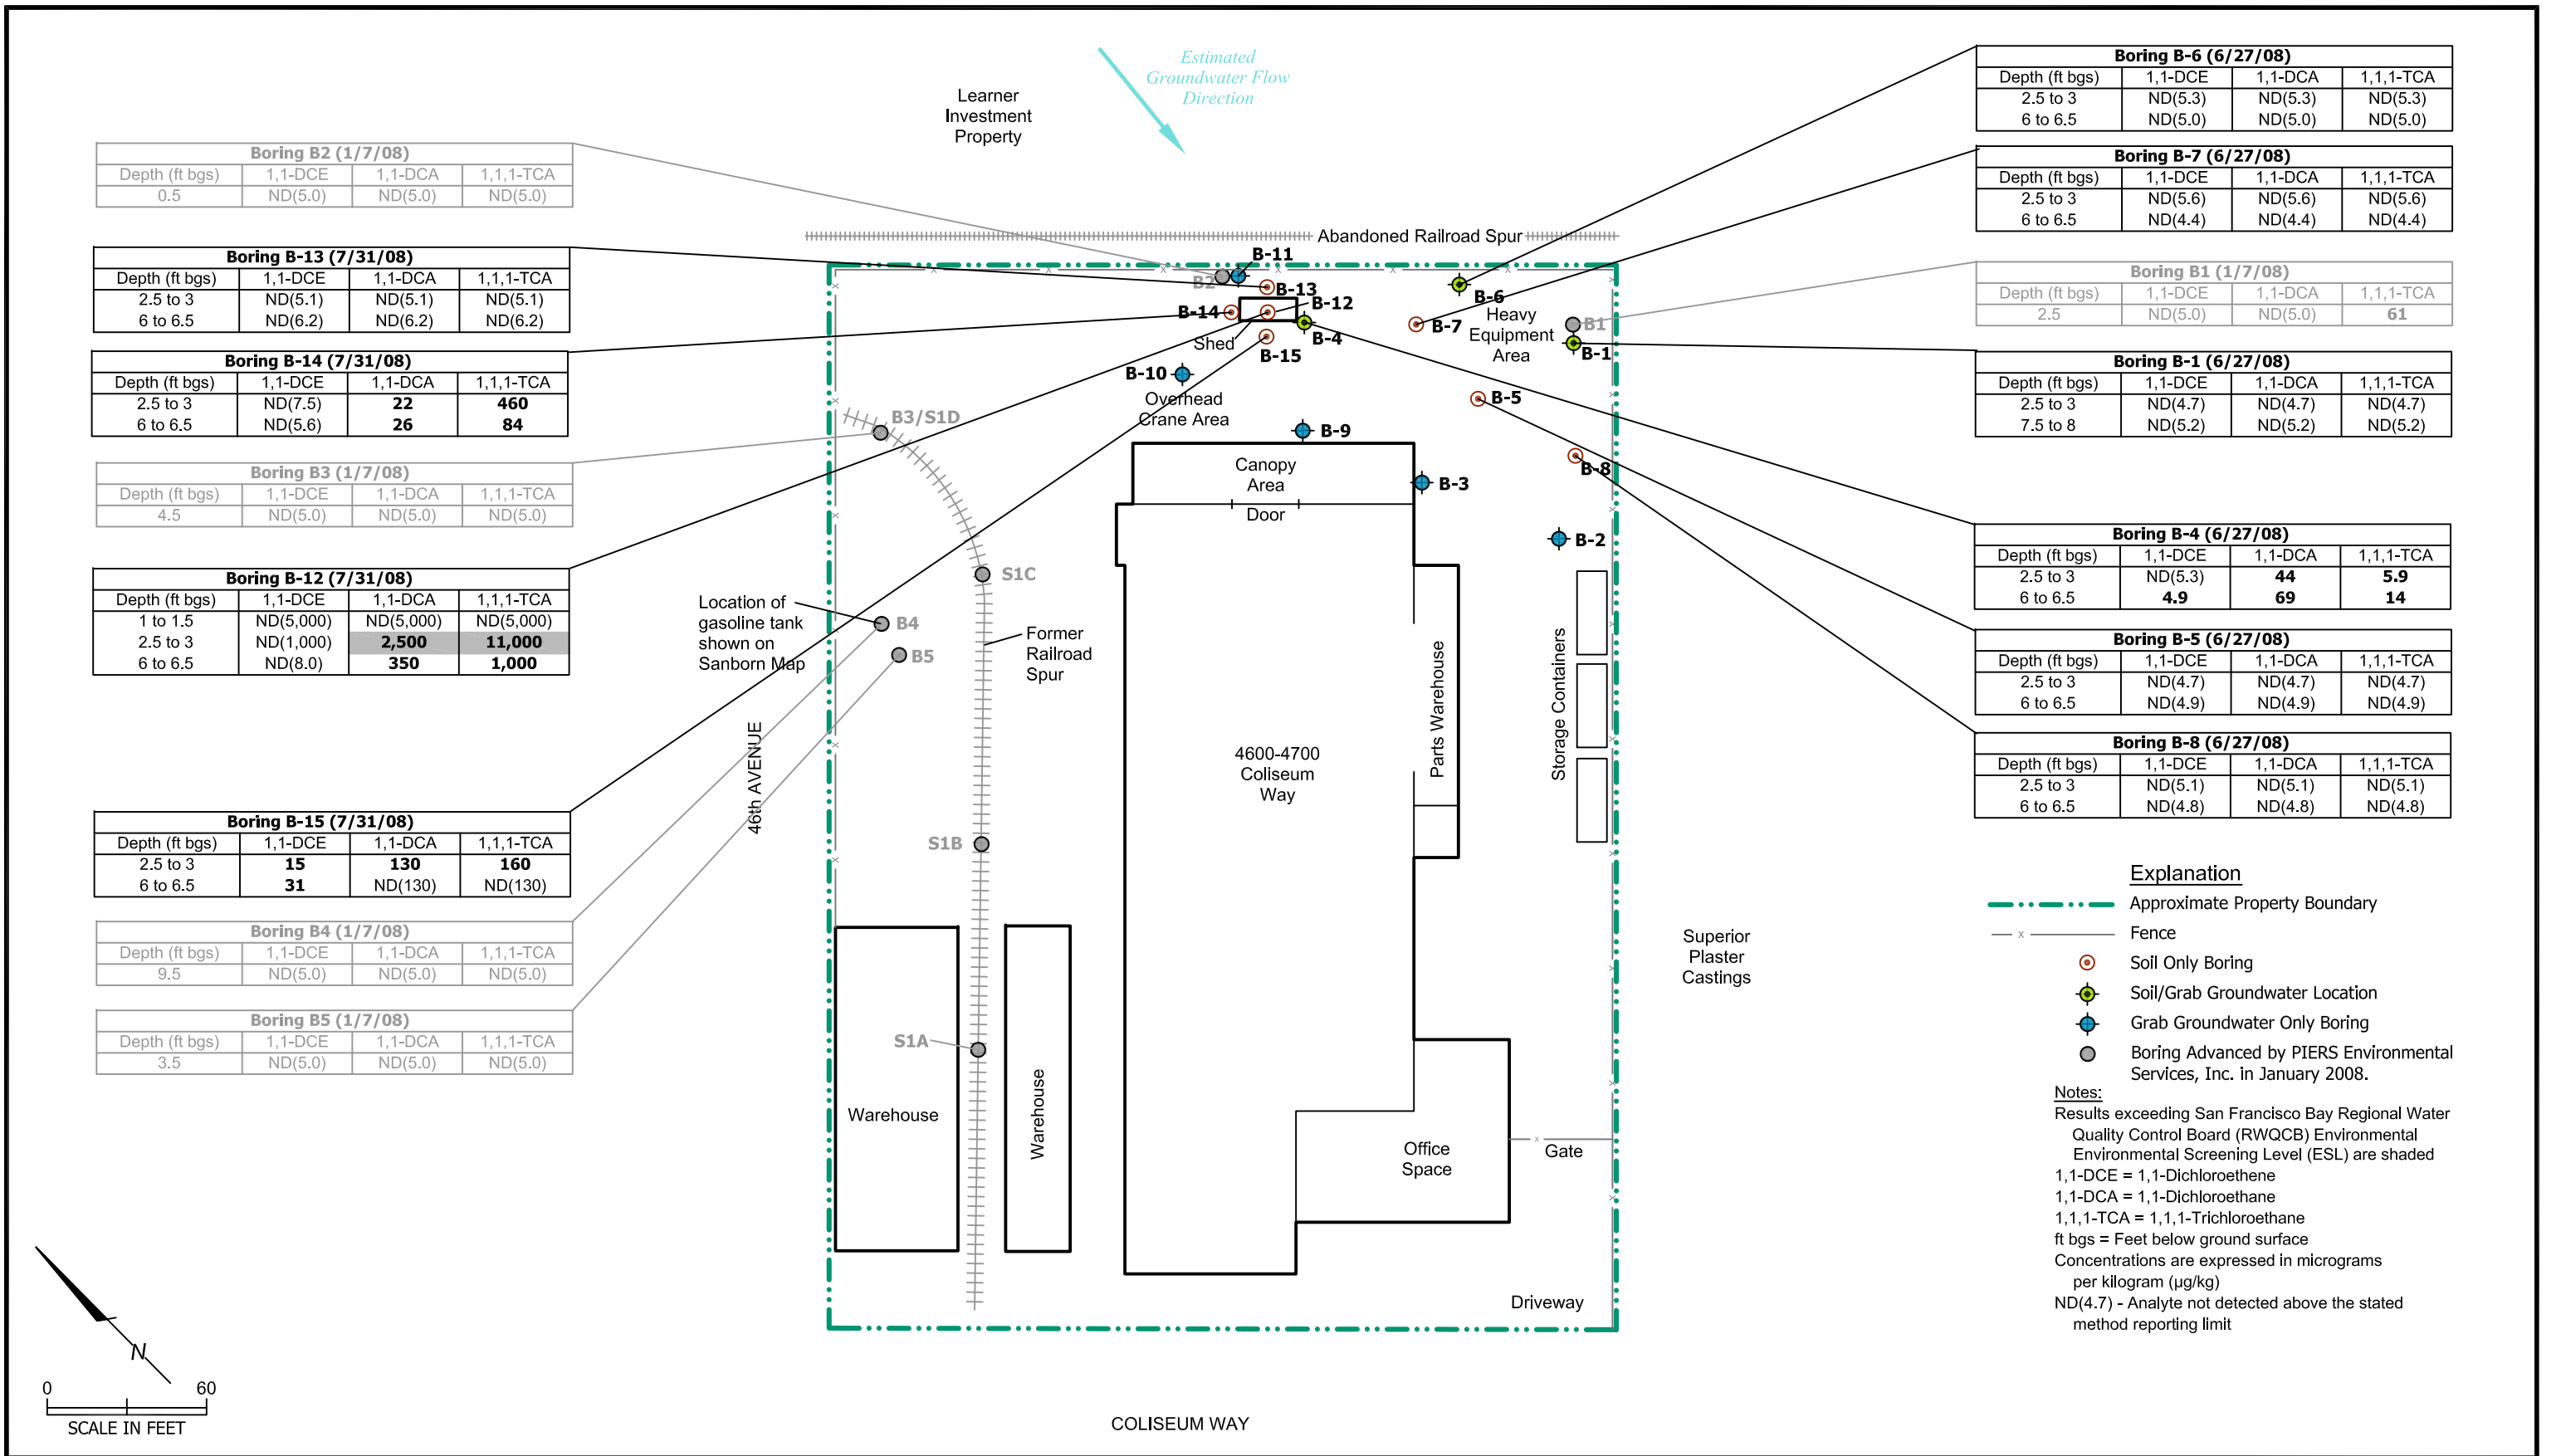 Estimated
Groundwater Flow
Direction
Learner
Investment
Property
Boring B2 (1/7/08)
Depth (ft bgs) 1,1-DCE 1,1-DCA 1,1,1-TCA
0.5 ND(5.0) ND(5.0) ND(5.0)
Boring B-13 (7/31/08)
Depth (ft bgs) 1,1-DCE 1,1-DCA 1,1,1-TCA
2.5 to 3 ND(5.1) ND(5.1) ND(5.1)
6 to 6.5 ND(6.2) ND(6.2) ND(6.2)
Boring B-14 (7/31/08)
Depth (ft bgs) 1,1-DCE 1,1-DCA 1,1,1-TCA
2.5 to 3 ND(7.5) 22 460
6 to 6.5 ND(5.6) 26 84
Boring B3 (1/7/08)
Depth (ft bgs) 1,1-DCE 1,1-DCA 1,1,1-TCA
4.5 ND(5.0) ND(5.0) ND(5.0)
Boring B-12 (7/31/08)
Depth (ft bgs) 1,1-DCE 1,1-DCA 1,1,1-TCA
1 to 1.5 ND(5,000) ND(5,000) ND(5,000)
2.5 to 3 ND(1,000) 2,500 11,000
6 to 6.5 ND(8.0) 350 1,000
Boring B-15 (7/31/08)
Depth (ft bgs) 1,1-DCE 1,1-DCA 1,1,1-TCA
2.5 to 3 15 130 160
6 to 6.5 31 ND(130) ND(130)
Boring B4 (1/7/08)
Depth (ft bgs) 1,1-DCE 1,1-DCA 1,1,1-TCA
9.5 ND(5.0) ND(5.0) ND(5.0)
Boring B5 (1/7/08)
Depth (ft bgs) 1,1-DCE 1,1-DCA 1,1,1-TCA
3.5 ND(5.0) ND(5.0) ND(5.0)
Abandoned Railroad Spur
B-11
B2
B-13
B-12
B-14
B-4
Shed
B-15
B-6
B-7
Heavy
Equipment
Area
B1
B-1
B-10
Overhead
Crane Area
B-5
B3/S1D
B-9
B-8
Canopy
Area
B-3
Door
B-2
S1C
Location of
gasoline tank
shown on
Sanborn Map
B4
B5
Former
Railroad
Spur
46th AVENUE
4600-4700
Coliseum
Way
Parts Warehouse
Storage Containers
S1B
S1A
Warehouse
Warehouse
Office
Space
Gate
Superior
Plaster
Castings
Driveway
COLISEUM WAY
N
0 60
SCALE IN FEET
Boring B-6 (6/27/08)
Depth (ft bgs) 1,1-DCE 1,1-DCA 1,1,1-TCA
2.5 to 3 ND(5.3) ND(5.3) ND(5.3)
6 to 6.5 ND(5.0) ND(5.0) ND(5.0)
Boring B-7 (6/27/08)
Depth (ft bgs) 1,1-DCE 1,1-DCA 1,1,1-TCA
2.5 to 3 ND(5.6) ND(5.6) ND(5.6)
6 to 6.5 ND(4.4) ND(4.4) ND(4.4)
Boring B1 (1/7/08)
Depth (ft bgs) 1,1-DCE 1,1-DCA 1,1,1-TCA
2.5 ND(5.0) ND(5.0) 61
Boring B-1 (6/27/08)
Depth (ft bgs) 1,1-DCE 1,1-DCA 1,1,1-TCA
2.5 to 3 ND(4.7) ND(4.7) ND(4.7)
7.5 to 8 ND(5.2) ND(5.2) ND(5.2)
Boring B-4 (6/27/08)
Depth (ft bgs) 1,1-DCE 1,1-DCA 1,1,1-TCA
2.5 to 3 ND(5.3) 44 5.9
6 to 6.5 4.9 69 14
Boring B-5 (6/27/08)
Depth (ft bgs) 1,1-DCE 1,1-DCA 1,1,1-TCA
2.5 to 3 ND(4.7) ND(4.7) ND(4.7)
6 to 6.5 ND(4.9) ND(4.9) ND(4.9)
Boring B-8 (6/27/08)
Depth (ft bgs) 1,1-DCE 1,1-DCA 1,1,1-TCA
2.5 to 3 ND(5.1) ND(5.1) ND(5.1)
6 to 6.5 ND(4.8) ND(4.8) ND(4.8)
Explanation
Approximate Property Boundary
x Fence
Soil Only Boring
Soil/Grab Groundwater Location
Grab Groundwater Only Boring
Boring Advanced by PIERS Environmental
Services, Inc. in January 2008.
Notes:
Results exceeding San Francisco Bay Regional Water
Quality Control Board (RWQCB) Environmental
Environmental Screening Level (ESL) are shaded
1,1-DCE = 1,1-Dichloroethene
1,1-DCA = 1,1-Dichloroethane
1,1,1-TCA = 1,1,1-Trichloroethane
ft bgs = Feet below ground surface
Concentrations are expressed in micrograms
per kilogram (µg/kg)
ND(4.7) - Analyte not detected above the stated
method reporting limit